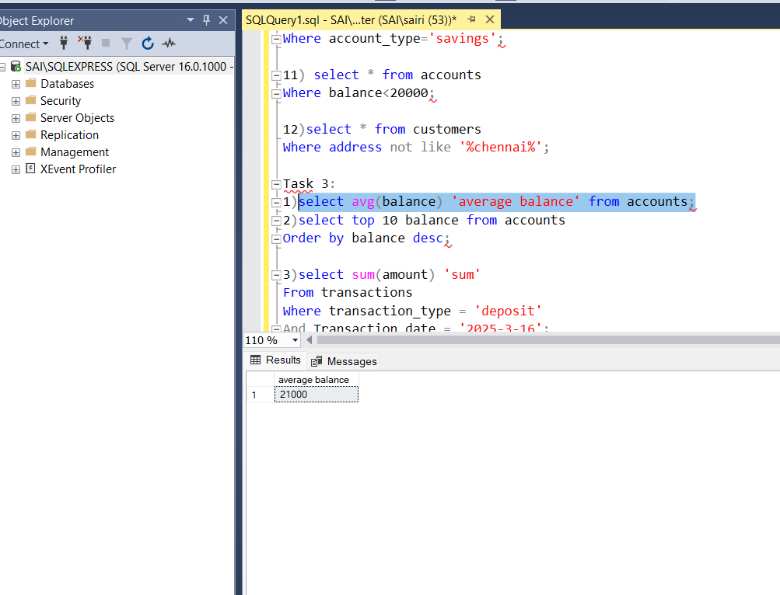 Object Explorer
Connect
SAI\SQLEXPRESS (SQL Server 16.0.1000 -
Databases
Security
Server Objects
Replication
Management
XEvent Profiler
SQLQuery1.sql - SAI\...ter (SAI\sairi (53))*
Where account_type='savings';
11) select * from accounts
Where balance<20000;
12)select * from customers
Where address not like '%chennai%';
Task 3:
1)select avg(balance) 'average balance' from accounts;
2)select top 10 balance from accounts
Order by balance desc;
3)select sum(amount) 'sum'
From transactions
Where transaction_type = 'deposit'
And Transaction_date = '2025-3-16';
110 %
Results Messages
average balance
1 21000